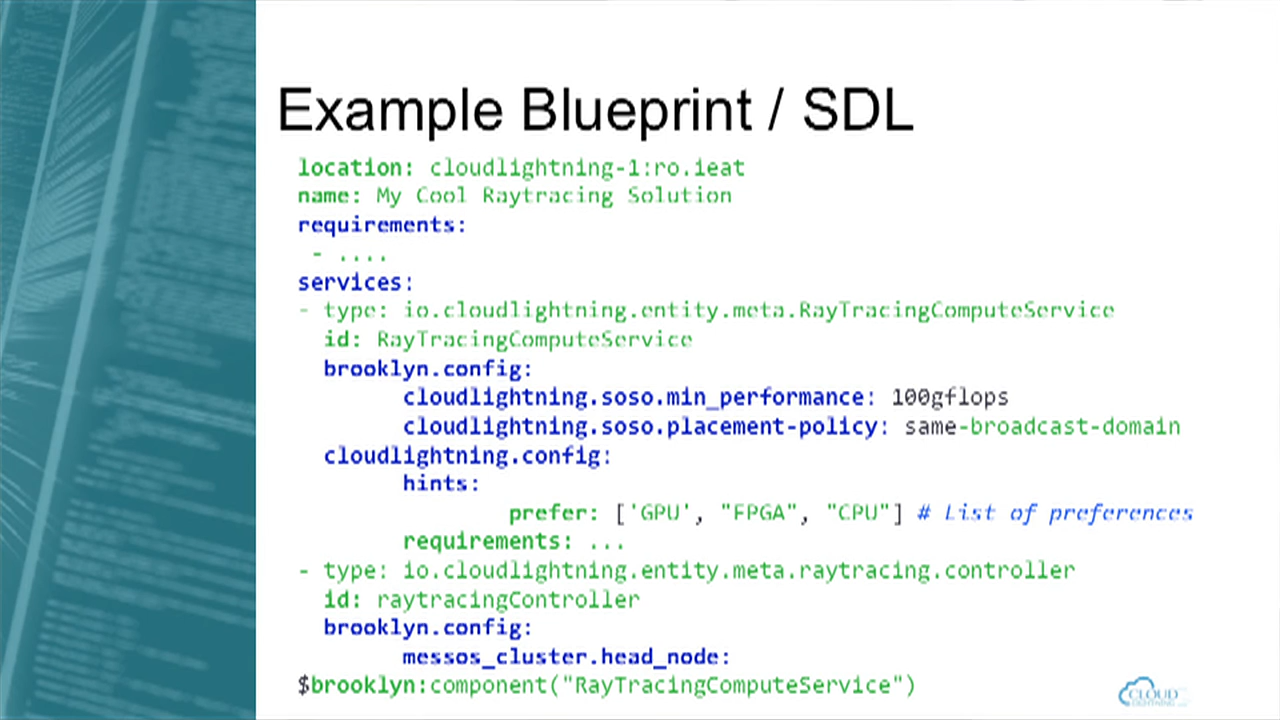 Example Blueprint / SDL
location: cloudlightning-1:ro.ieat
name: My Cool Raytracing Solution
requirements:
- ....
services:
- type: io.cloudlightning.entity.meta.RayTracingComputeService
id: RayTracingComputeService
brooklyn.config:
cloudlightning.soso.min_performance: 100gflops
cloudlightning.soso.placement-policy: same-broadcast-domain
cloudlightning.config:
hints:
prefer: ['GPU', "FPGA", "CPU"] # List of preferences
requirements: ...
- type: io.cloudlightning.entity.meta.raytracing.controller
id: raytracingController
brooklyn.config:
messos_cluster.head_node:
$brooklyn:component("RayTracingComputeService")
CLOUD
LIGHTNING